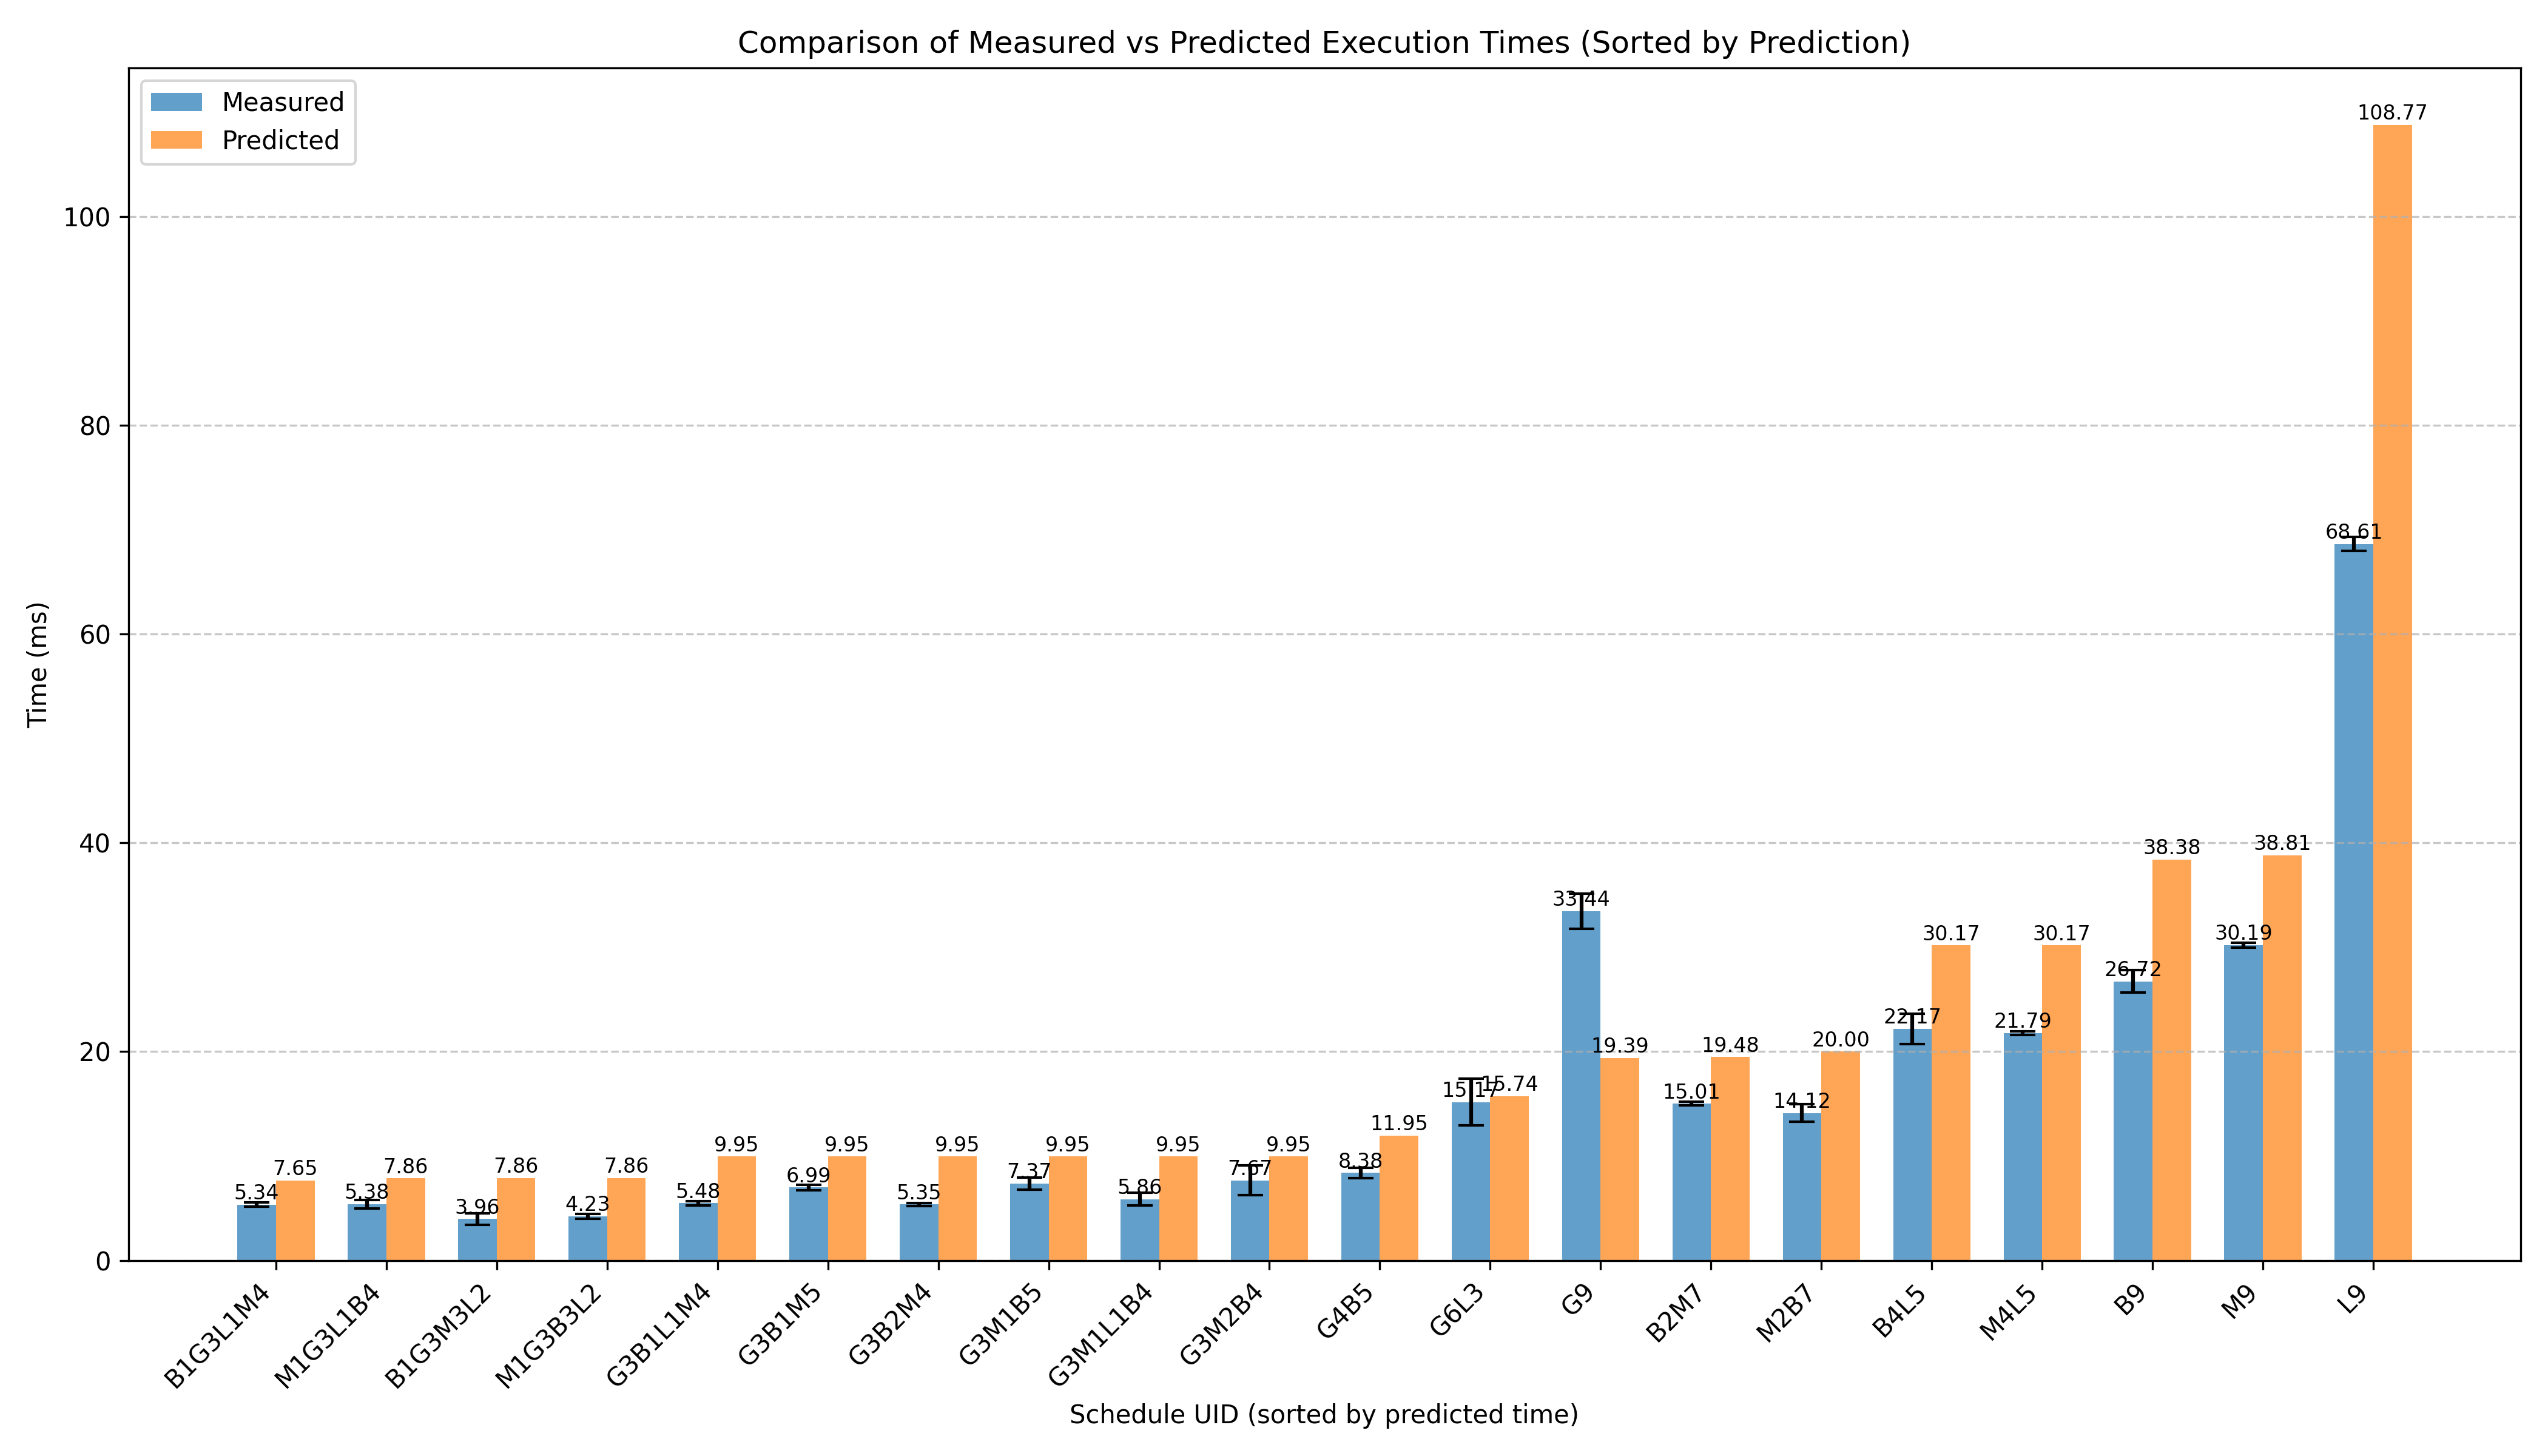 Comparison of Measured vs Predicted Execution Times (Sorted by Prediction)
Measured
Predicted
Time (ms)
100
80
60
40
20
0
5.34
7.65
5.38
7.86
3.96
7.86
4.23
7.86
5.48
9.95
6.99
9.95
5.35
9.95
7.37
9.95
5.86
9.95
7.67
9.95
8.38
11.95
15.17
15.74
33.44
19.39
15.01
19.48
14.12
20.00
22.17
30.17
21.79
30.17
26.72
38.38
30.19
38.81
68.61
108.77
B1G3L1M4
M1G3L1B4
B1G3M3L2
M1G3B3L2
G3B1L1M4
G3B1M5
G3B2M4
G3M1B5
G3M1L1B4
G3M2B4
G4B5
G6L3
G9
B2M7
M2B7
B4L5
M4L5
B9
M9
L9
Schedule UID (sorted by predicted time)